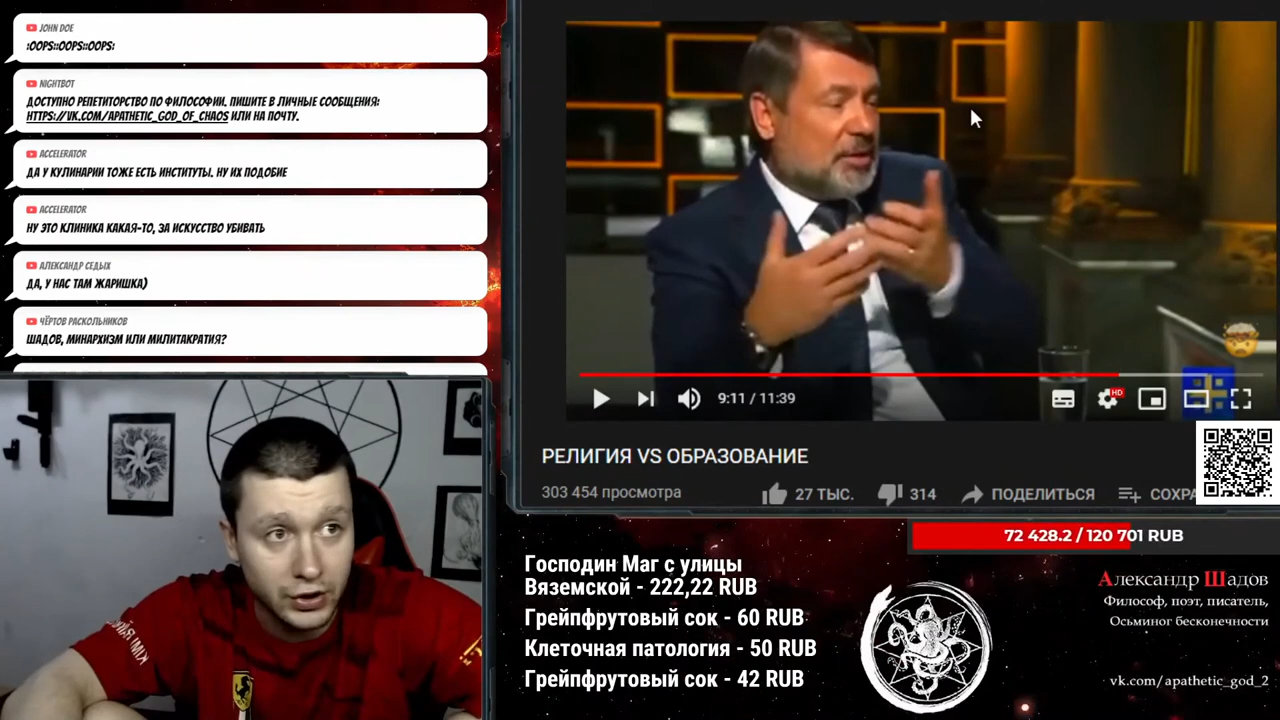 JOHN DOE
:OOPS::OOPS::OOPS:
NIGHTBOT
ДОСТУПНО РЕПЕТИТОРСТВО ПО ФИЛОСОФИИ. ПИШИТЕ В ЛИЧНЫЕ СООБЩЕНИЯ:
HTTPS://VK.COM/APATHETIC_GOD_OF_CHAOS ИЛИ НА ПОЧТУ.
ACCELERATOR
ДА У КУЛИНАРИИ ТОЖЕ ЕСТЬ ИНСТИТУТЫ. НУ ИХ ПОДОБИЕ
ACCELERATOR
НУ ЭТО КЛИНИКА КАКАЯ-ТО, ЗА ИСКУССТВО УБИВАТЬ
АЛЕКСАНДР СЕДЫХ
ДА, У НАС ТАМ ЖАРИШКА)
ЧЁРТОВ РАСКОЛЬНИКОВ
ШАДОВ, МИНАРХИЗМ ИЛИ МИЛИТАКРАТИЯ?
9:11 / 11:39
HD
РЕЛИГИЯ VS ОБРАЗОВАНИЕ
303 454 просмотра
27 ТЫС.
314
ПОДЕЛИТЬСЯ
СОХРА
72 428.2 / 120 701 RUB
Господин Маг с улицы
Вяземской - 222,22 RUB
Грейпфрутовый сок - 60 RUB
Клеточная патология - 50 RUB
Грейпфрутовый сок - 42 RUB
Александр Шадов
Философ, поэт, писатель,
Осьминог бесконечности
vk.com/apathetic_god_2